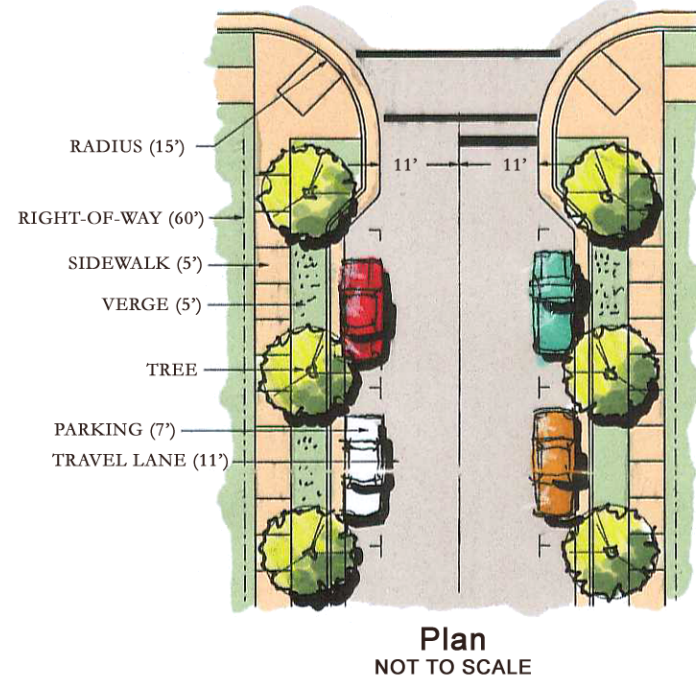 RADIUS (15’)
11’ 11’
RIGHT-OF-WAY (60’)
SIDEWALK (5’)
VERGE (5’)
TREE
PARKING (7’)
TRAVEL LANE (11’)
Plan
NOT TO SCALE